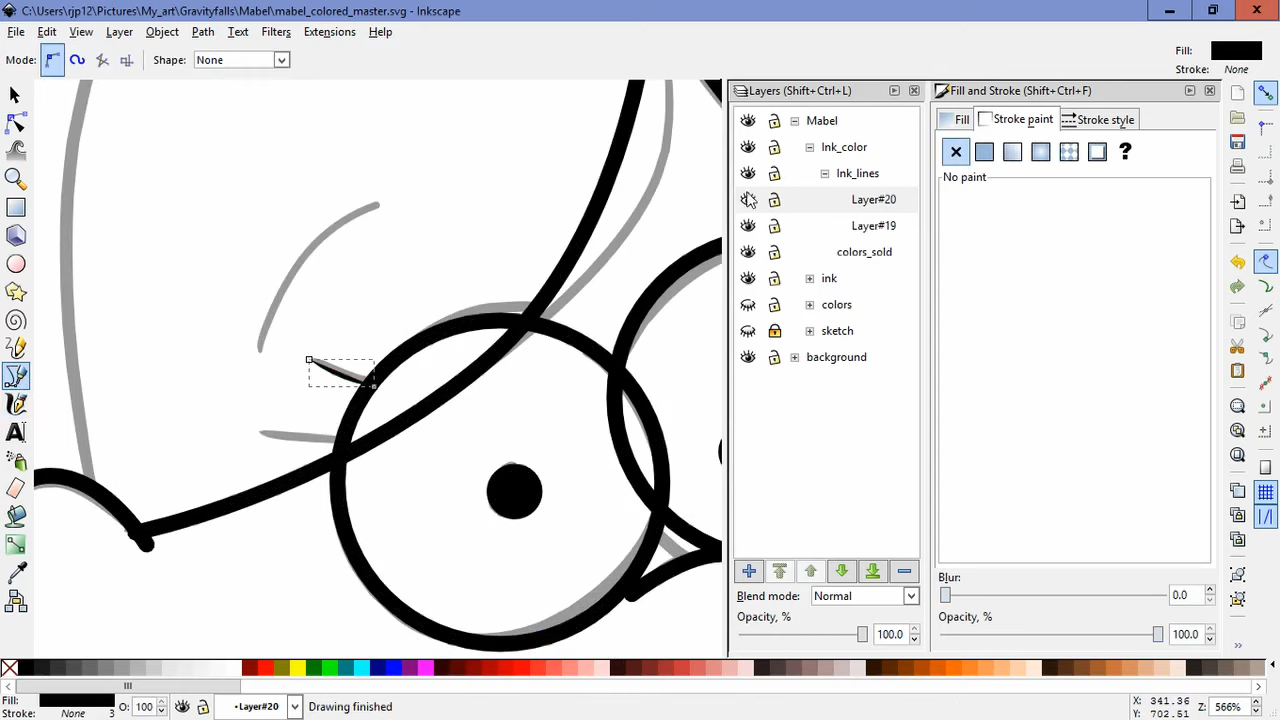 C:\Users\rjp12\Pictures\My_art\Gravityfalls\Mabel\mabel_colored_master.svg - Inkscape
File Edit View Layer Object Path Text Filters Extensions Help
Mode: Shape: None
Fill:
Stroke: None
Layers (Shift+Ctrl+L)
Fill and Stroke (Shift+Ctrl+F)
Mabel
Ink_color
Ink_lines
Layer#20
Layer#19
colors_sold
ink
colors
sketch
background
Fill Stroke paint Stroke style
?
No paint
Blend mode: Normal
Opacity, %
100.0
Blur:
0.0
Opacity, %
100.0
Fill:
Stroke: None 3
O: 100
•Layer#20
Drawing finished
X: 341.36
Y: 702.51
Z: 566%